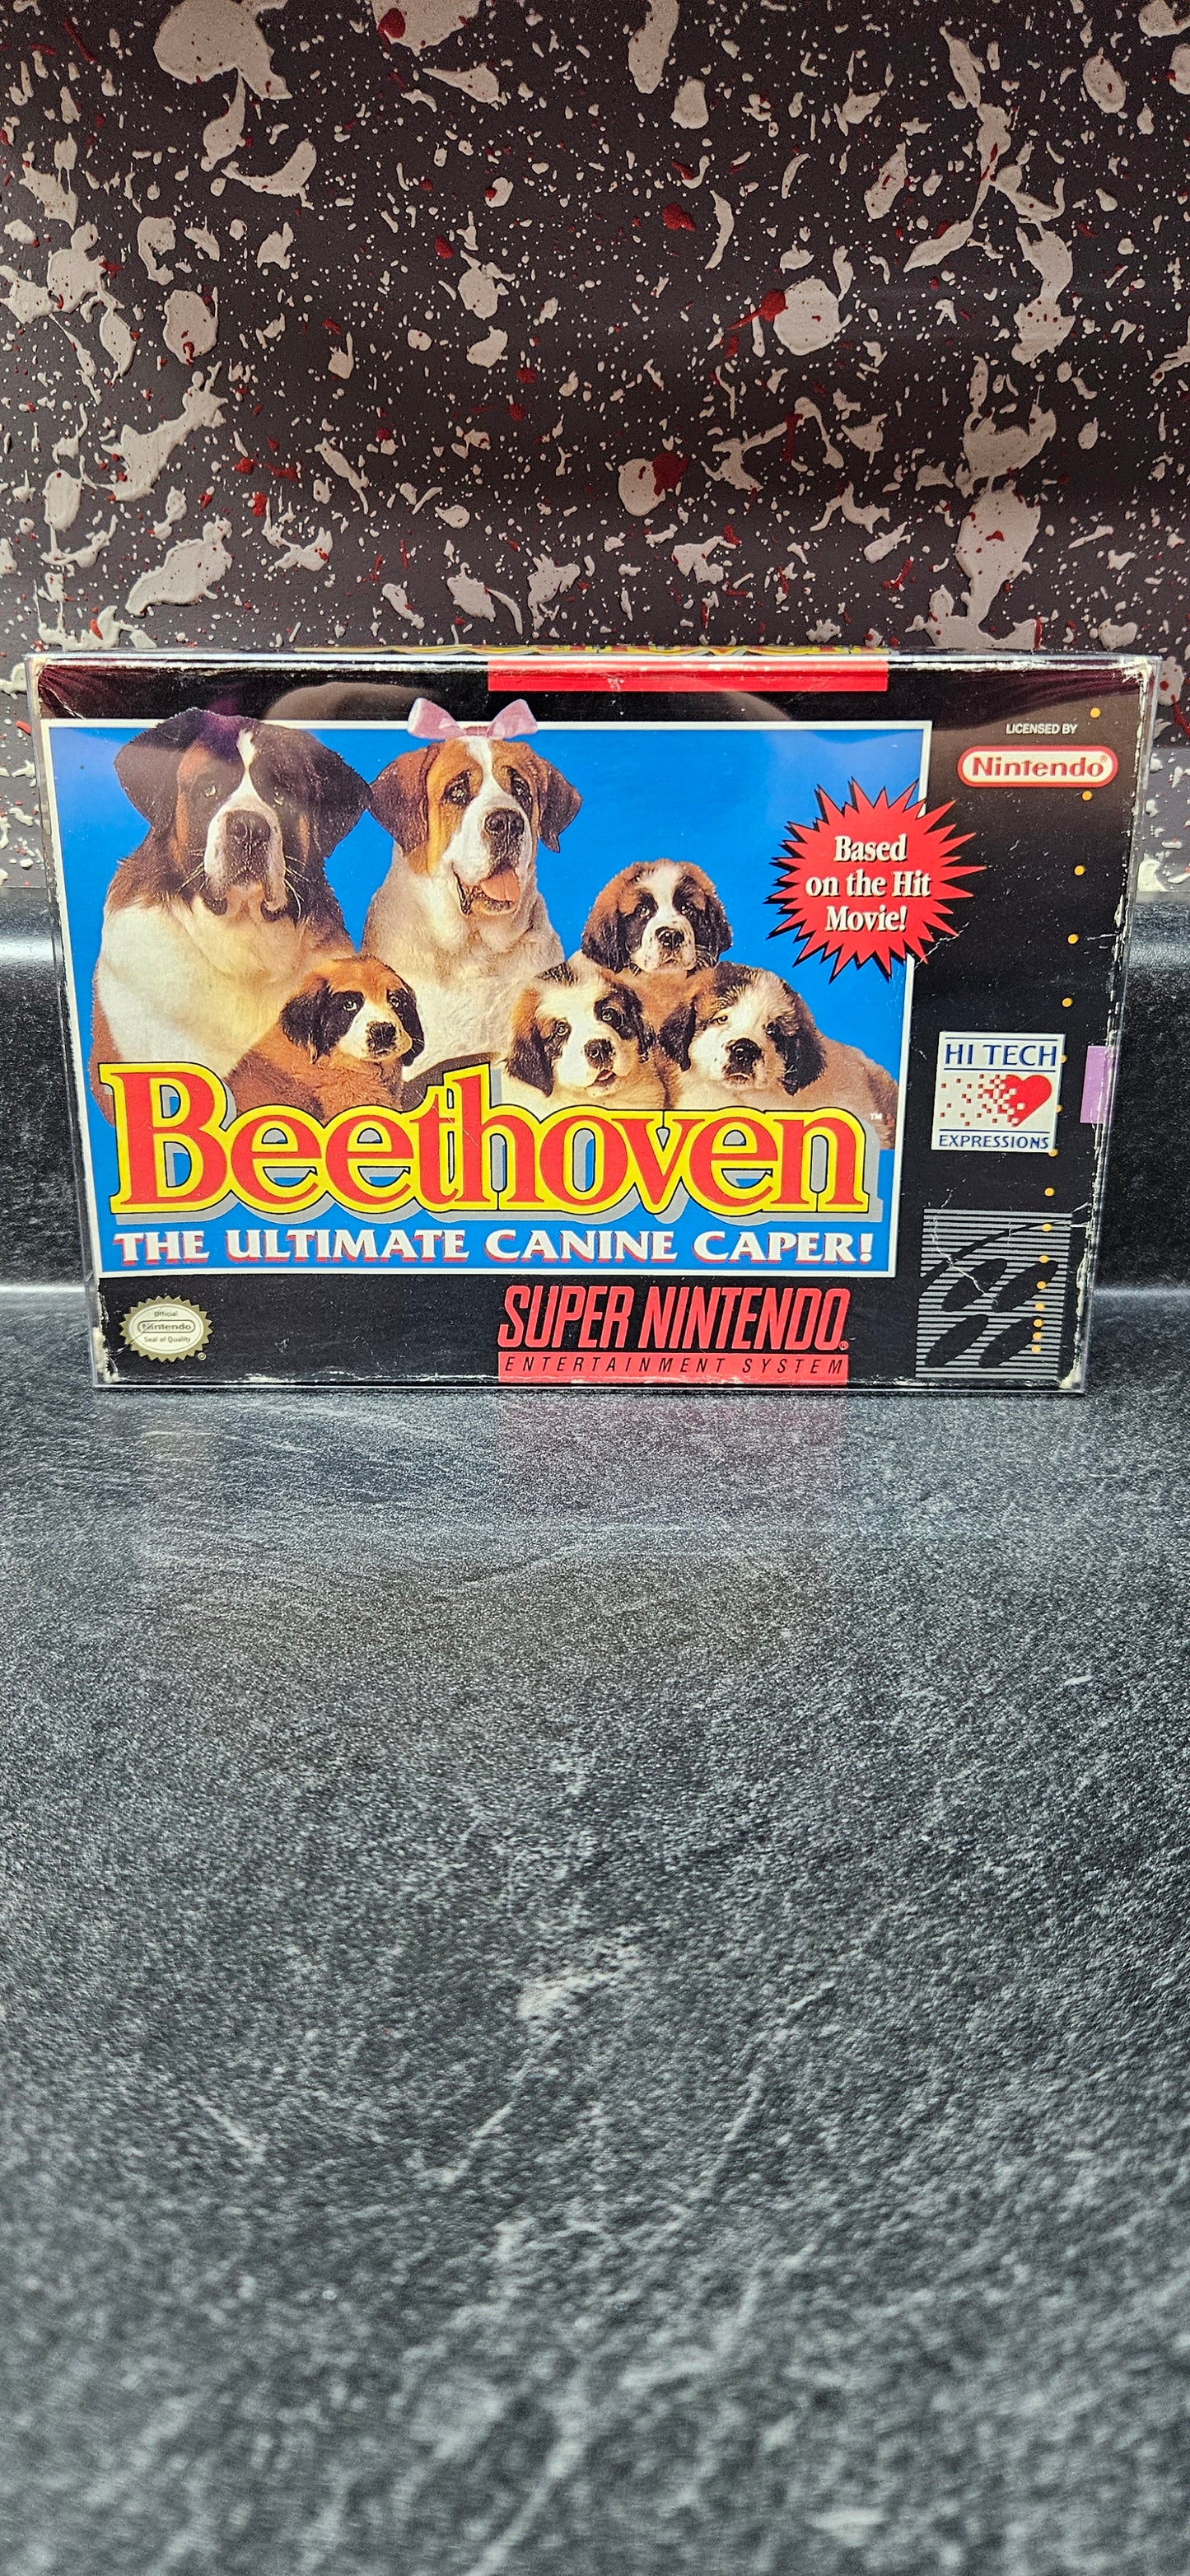 LICENSED BY
Nintendo®
Based
on the Hit
Movie!
HI TECH
EXPRESSIONS
Beethoven™
THE ULTIMATE CANINE CAPER!
Official
Nintendo
Seal of Quality
®
SUPER NINTENDO®
ENTERTAINMENT SYSTEM